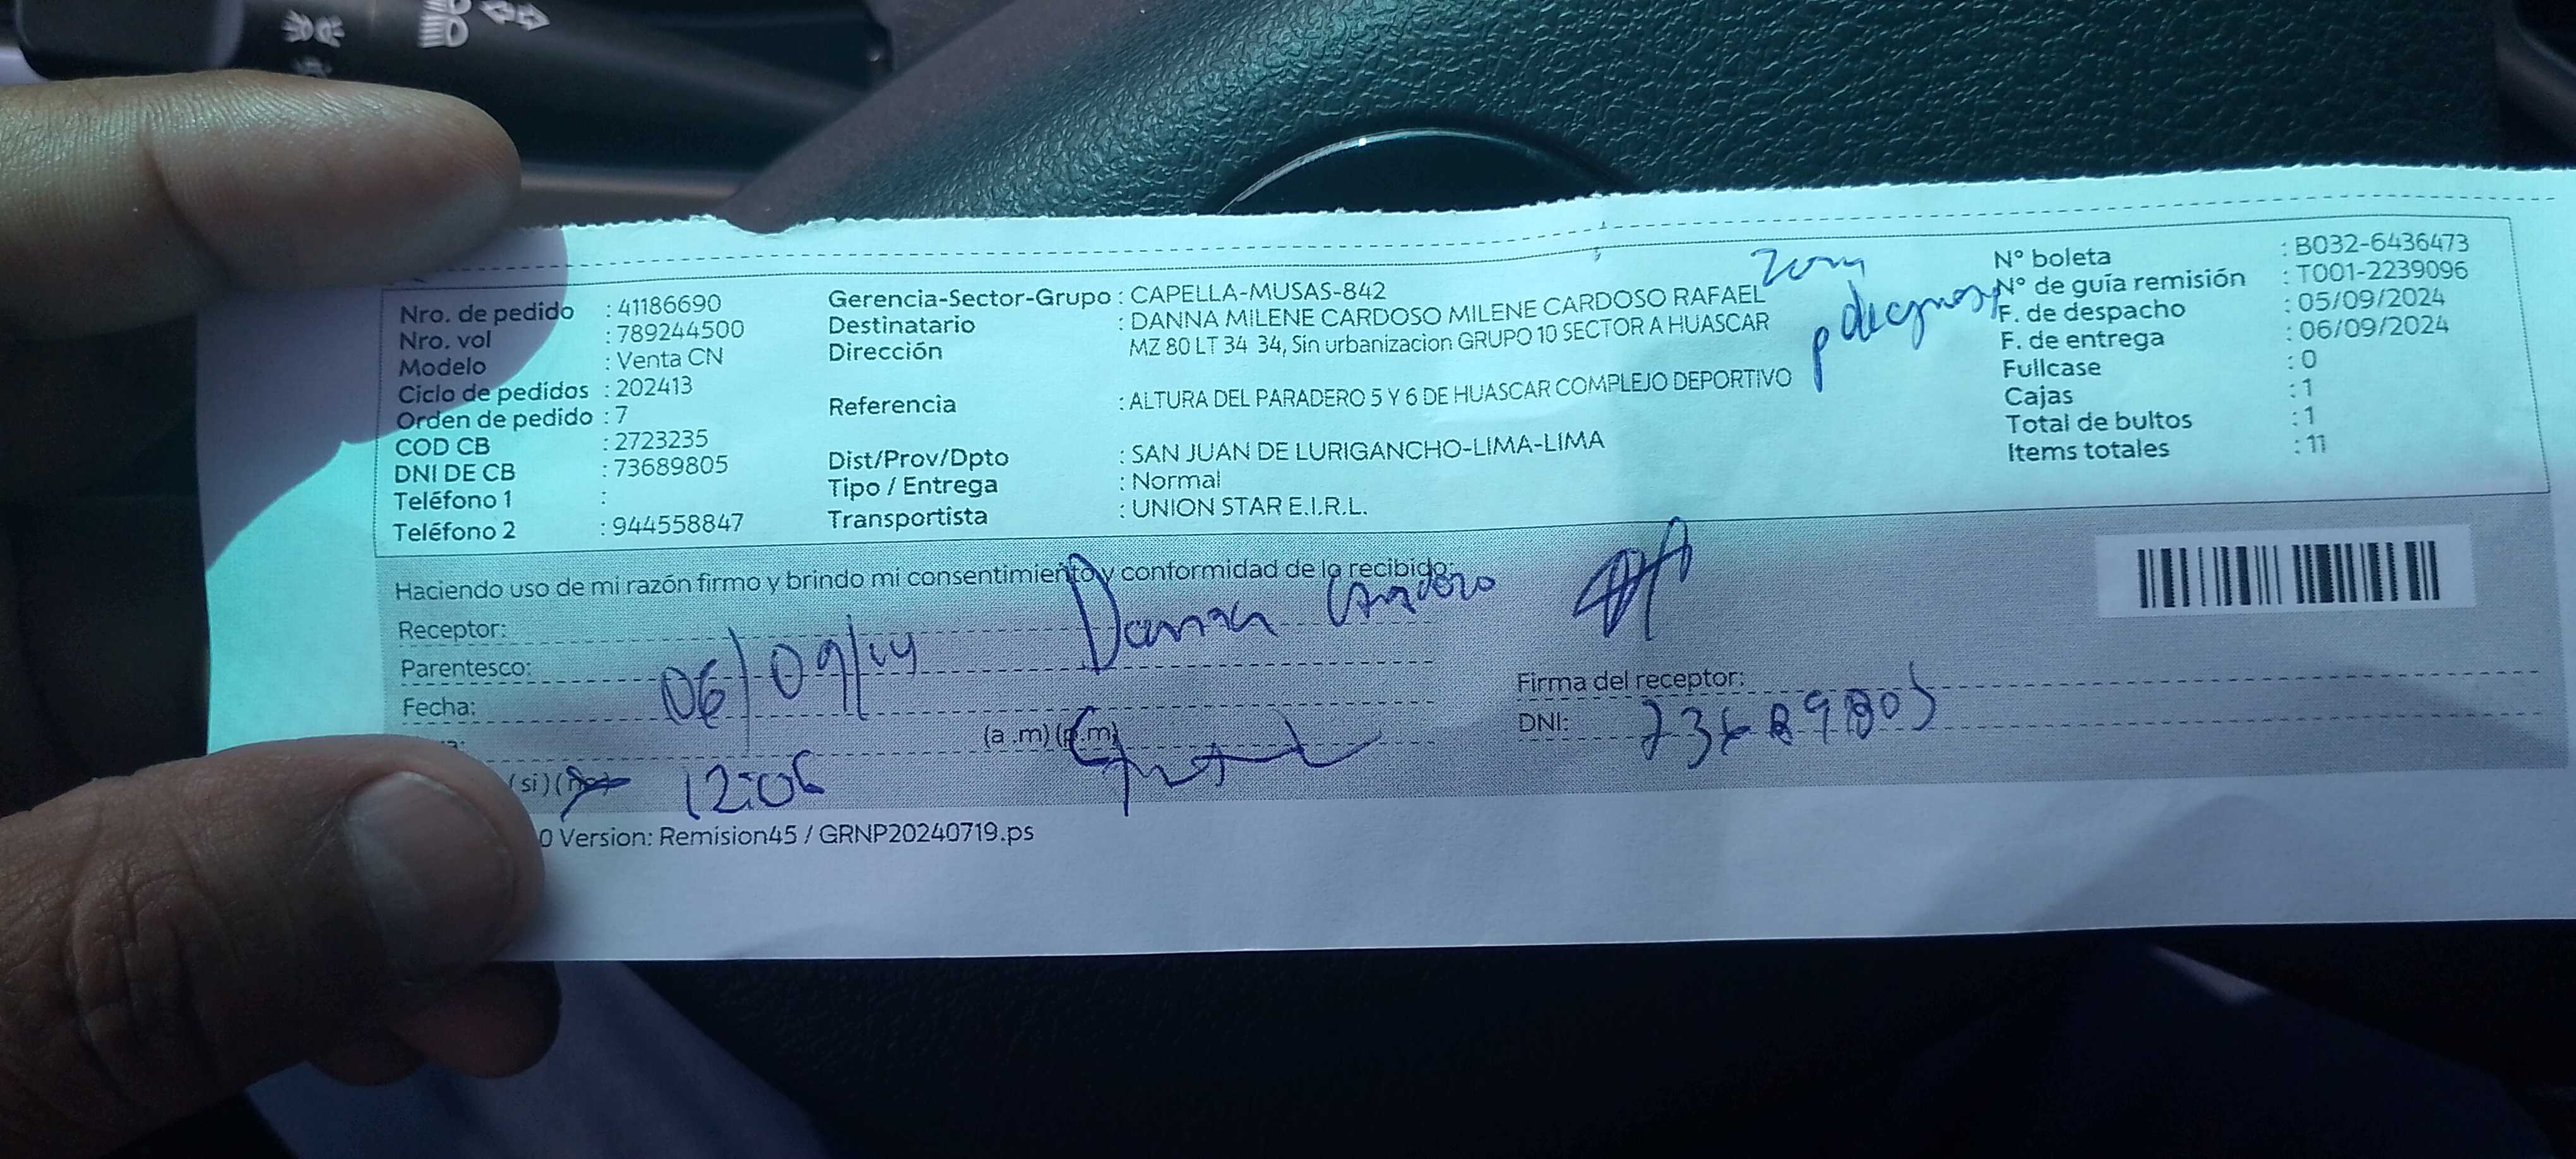 Nro. de pedido : 41186690
Nro. vol : 789244500
Modelo : Venta CN
Ciclo de pedidos : 202413
Orden de pedido : 7
COD CB : 2723235
DNI DE CB : 73689805
Teléfono 1 :
Teléfono 2 : 944558847
Gerencia-Sector-Grupo : CAPELLA-MUSAS-842
Destinatario : DANNA MILENE CARDOSO MILENE CARDOSO RAFAEL
Dirección MZ 80 LT 34 34, Sin urbanizacion GRUPO 10 SECTOR A HUASCAR
Referencia : ALTURA DEL PARADERO 5 Y 6 DE HUASCAR COMPLEJO DEPORTIVO
Dist/Prov/Dpto : SAN JUAN DE LURIGANCHO-LIMA-LIMA
Tipo / Entrega : Normal
Transportista : UNION STAR E.I.R.L.
N° boleta : B032-6436473
N° de guía remisión : T001-2239096
F. de despacho : 05/09/2024
F. de entrega : 06/09/2024
Fullcase : 0
Cajas : 1
Total de bultos : 1
Items totales : 11
Haciendo uso de mi razón firmo y brindo mi consentimiento y conformidad de lo recibido:
Receptor: Danna
Parentesco:
Fecha: 06/09/
(a .m) (p.m)
(si) 12:06
Firma del receptor:
DNI: 73689805
0 Version: Remision45 / GRNP20240719.ps